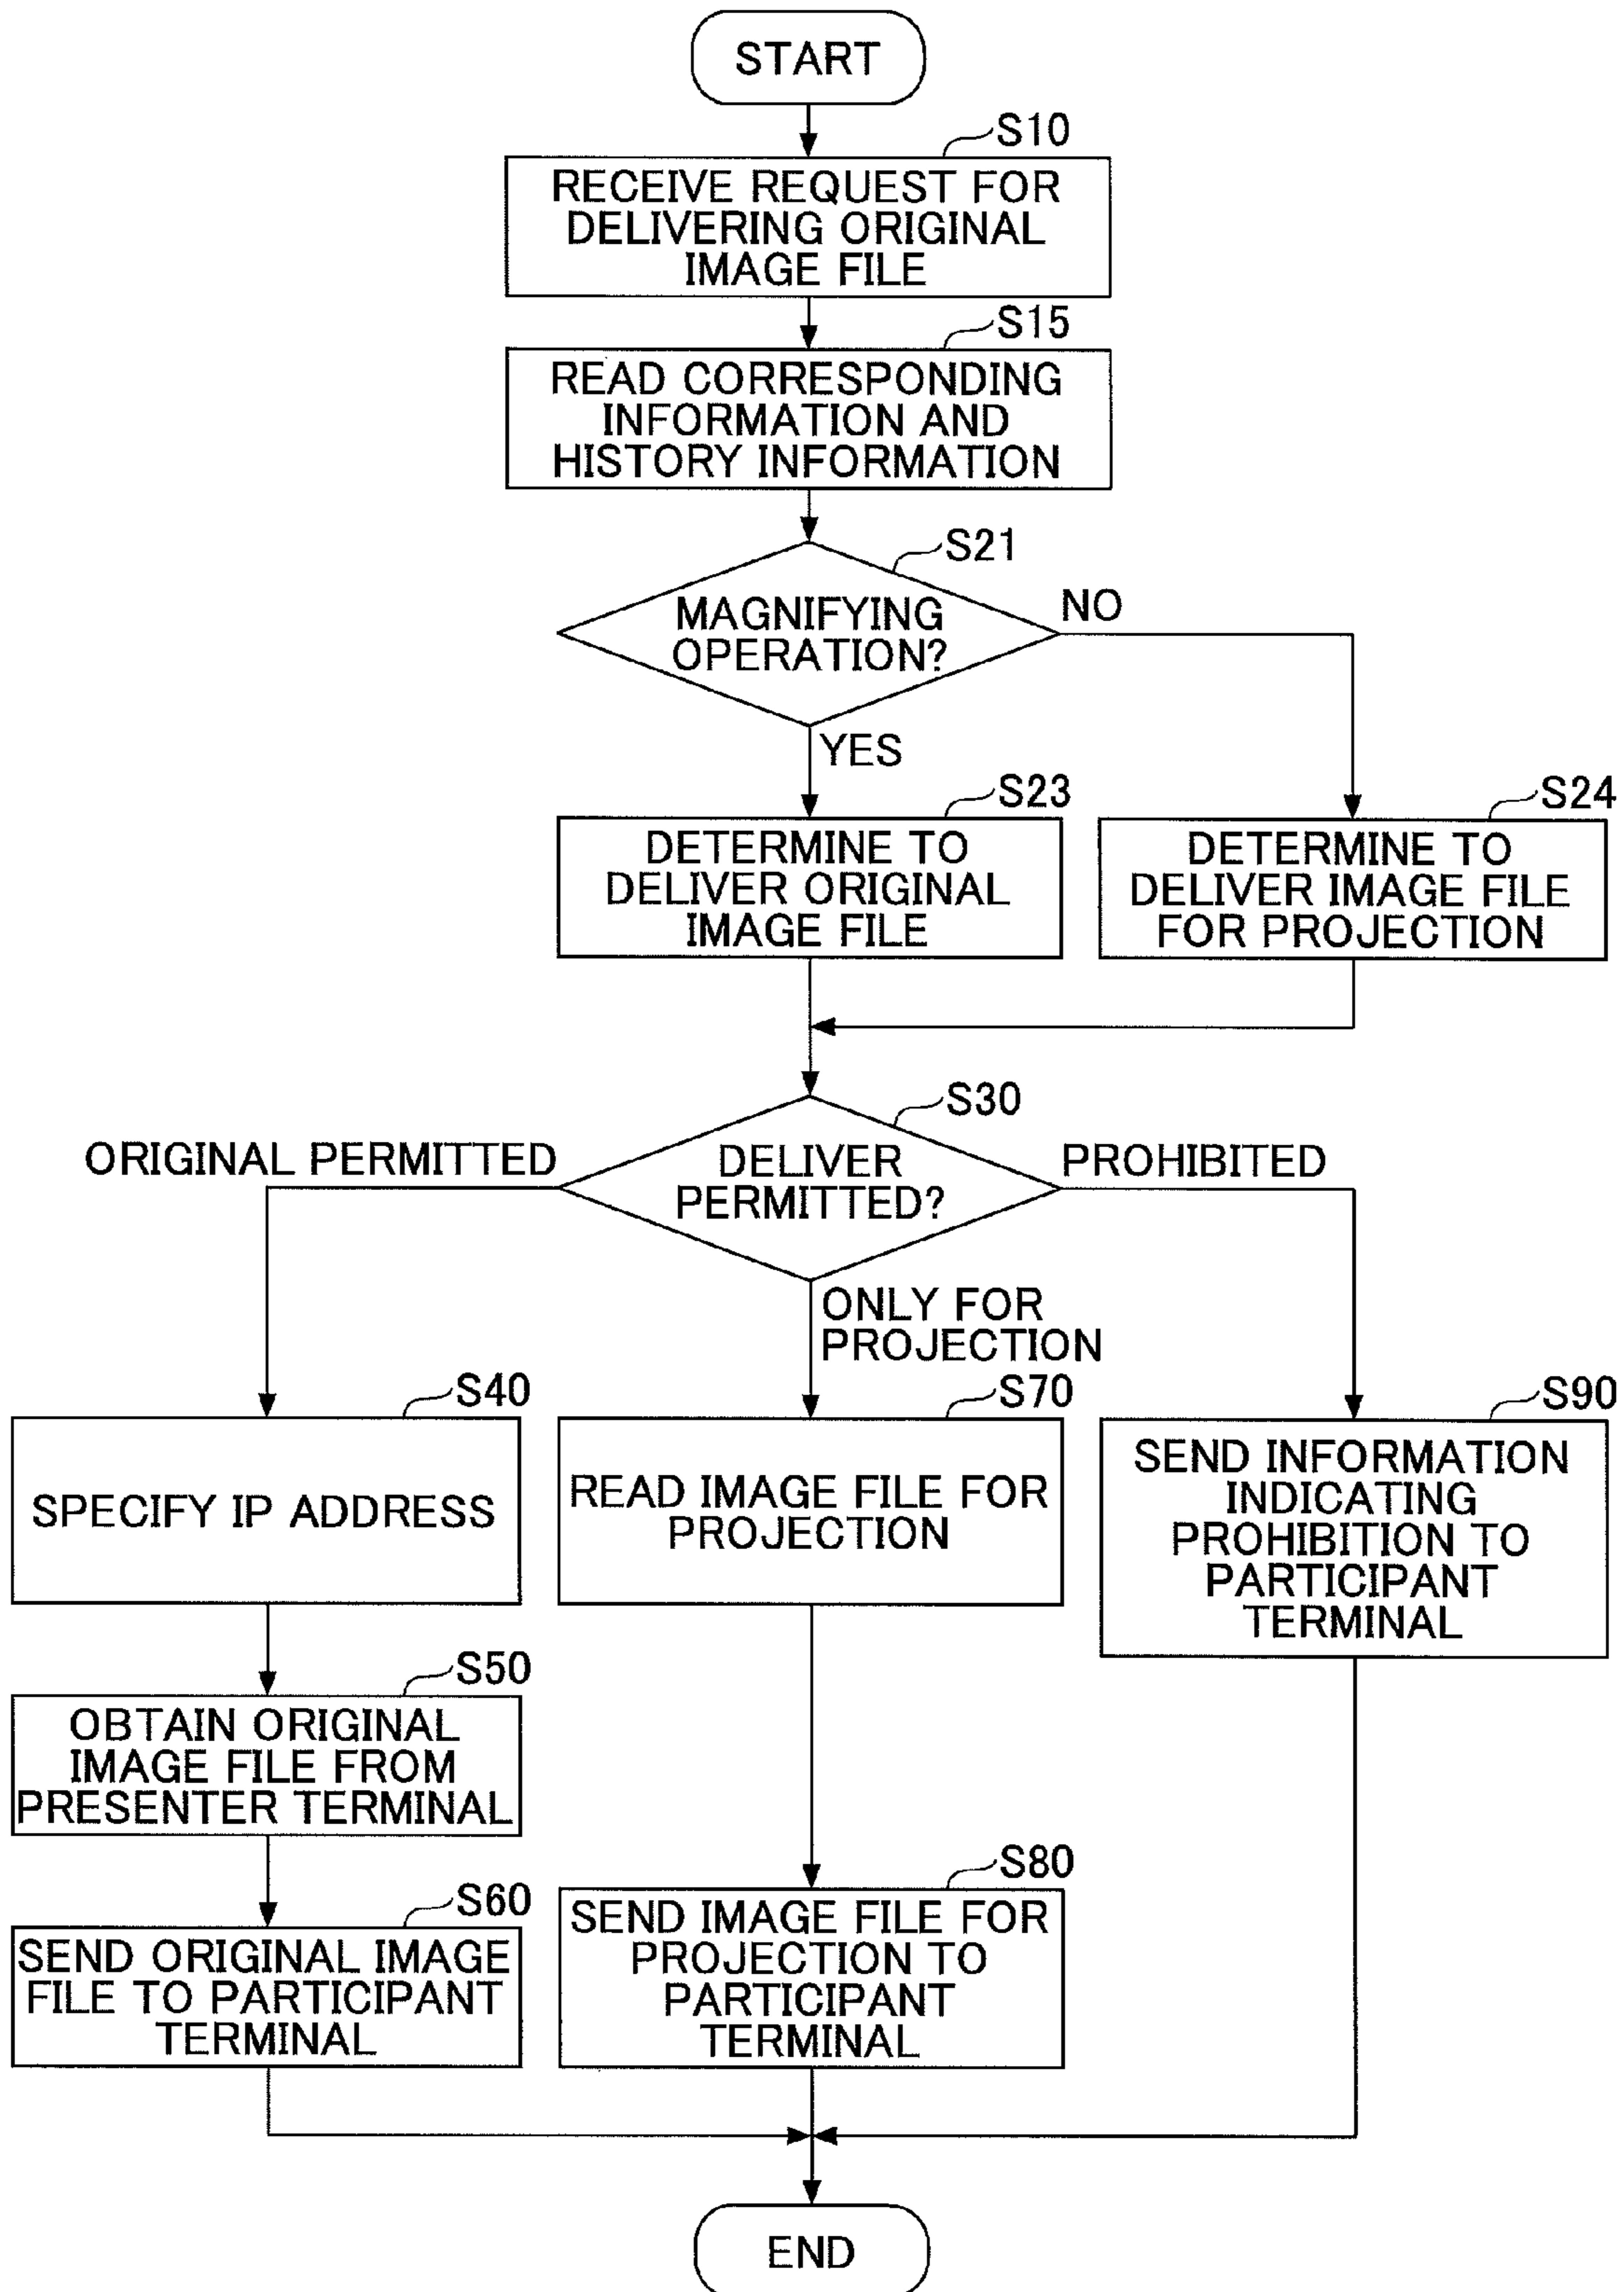 START
S10
RECEIVE REQUEST FOR
DELIVERING ORIGINAL
IMAGE FILE
S15
READ CORRESPONDING
INFORMATION AND
HISTORY INFORMATION
S21
MAGNIFYING
OPERATION?
NO
YES
S23
DETERMINE TO
DELIVER ORIGINAL
IMAGE FILE
S24
DETERMINE TO
DELIVER IMAGE FILE
FOR PROJECTION
S30
DELIVER
PERMITTED?
ORIGINAL PERMITTED
PROHIBITED
ONLY FOR
PROJECTION
S40
SPECIFY IP ADDRESS
S70
READ IMAGE FILE FOR
PROJECTION
S90
SEND INFORMATION
INDICATING
PROHIBITION TO
PARTICIPANT
TERMINAL
S50
OBTAIN ORIGINAL
IMAGE FILE FROM
PRESENTER TERMINAL
S60
SEND ORIGINAL IMAGE
FILE TO PARTICIPANT
TERMINAL
S80
SEND IMAGE FILE FOR
PROJECTION TO
PARTICIPANT
TERMINAL
END